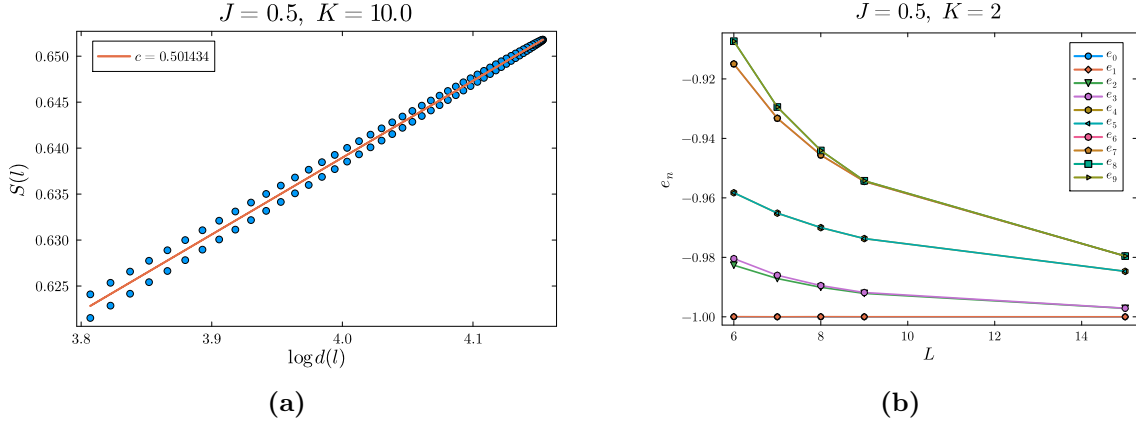 J = 0.5, K = 10.0
c = 0.501434
S(l)
0.650
0.645
0.640
0.635
0.630
0.625
3.8 3.9 4.0 4.1
log d(l)
(a)
J = 0.5, K = 2
e_0
e_1
e_2
e_3
e_4
e_5
e_6
e_7
e_8
e_9
e_n
−0.92
−0.94
−0.96
−0.98
−1.00
6 8 10 12 14
L
(b)